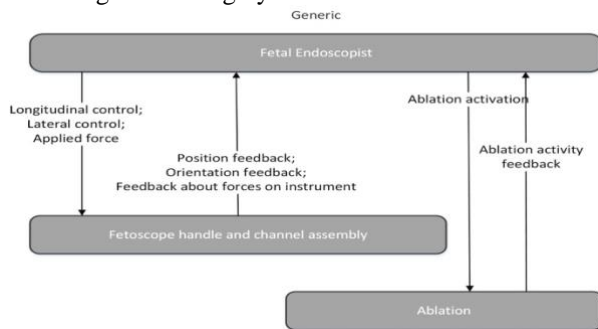 Generic
Fetal Endoscopist
Longitudinal control;
Lateral control;
Applied force
Position feedback;
Orientation feedback;
Feedback about forces on instrument
Ablation activation
Ablation activity
feedback
Fetoscope handle and channel assembly
Ablation